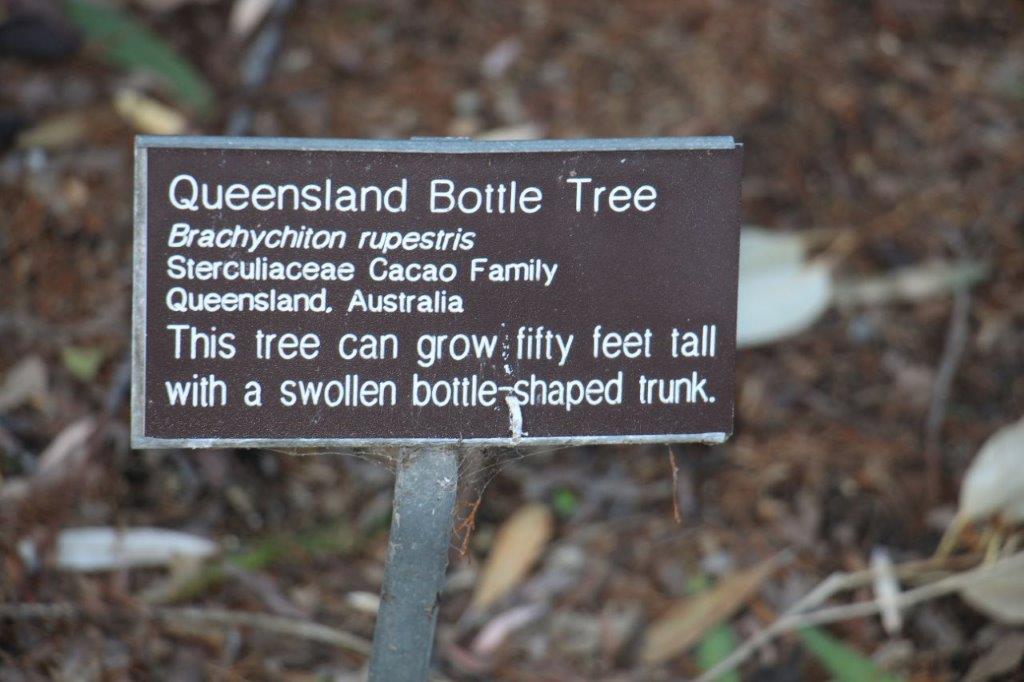 Queensland Bottle Tree
Brachychiton rupestris
Sterculiaceae Cacao Family
Queensland, Australia
This tree can grow fifty feet tall
with a swollen bottle-shaped trunk.